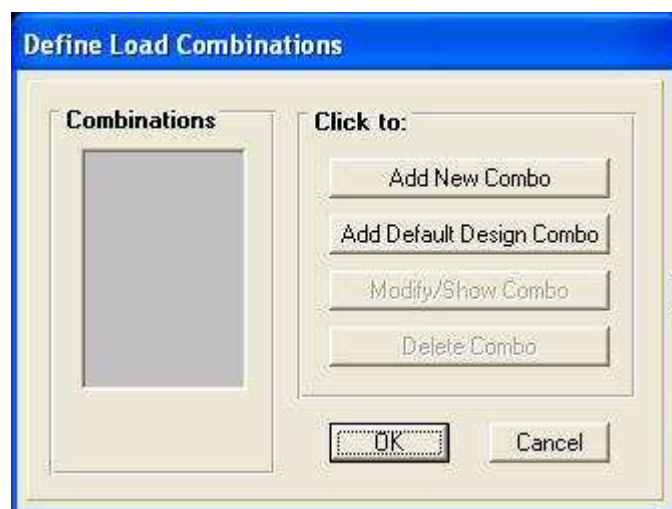 Define Load Combinations
Combinations
Click to:
Add New Combo
Add Default Design Combo
Modify/Show Combo
Delete Combo
OK
Cancel